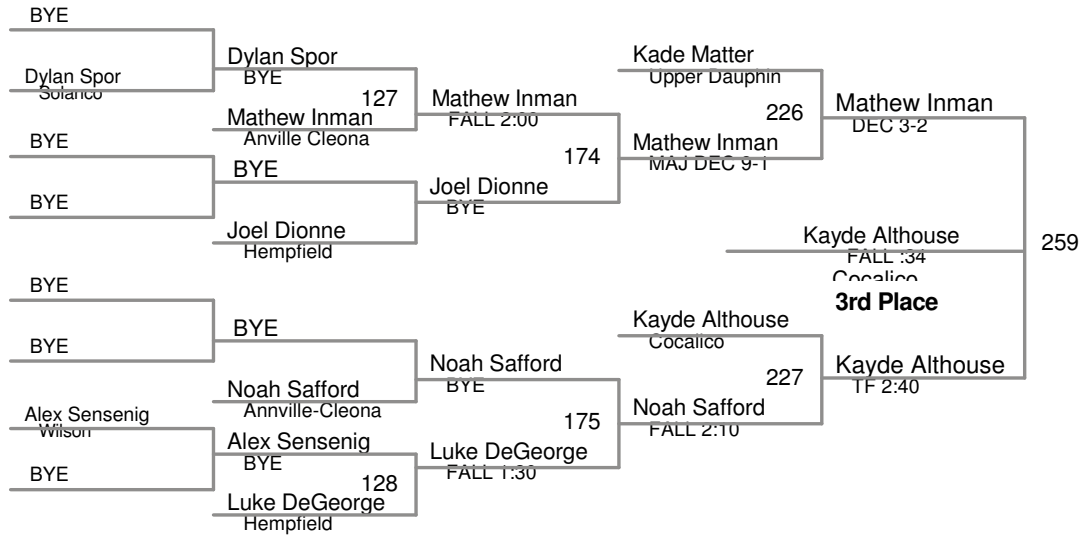 BYE
Dylan Spor
Solanco
BYE
BYE
Dylan Spor
BYE
127
Mathew Inman
Anville Cleona
BYE
Joel Dionne
Hempfield
Mathew Inman
FALL 2:00
174
Joel Dionne
BYE
Kade Matter
Upper Dauphin
226
Mathew Inman
MAJ DEC 9-1
Mathew Inman
DEC 3-2
Kayde Althouse
FALL :34
Cocalico
259
3rd Place
BYE
BYE
Alex Sensenig
Wilson
BYE
BYE
Noah Safford
Annville-Cleona
Alex Sensenig
BYE
128
Luke DeGeorge
Hempfield
Noah Safford
BYE
175
Luke DeGeorge
FALL 1:30
Kayde Althouse
Cocalico
227
Noah Safford
FALL 2:10
Kayde Althouse
TF 2:40